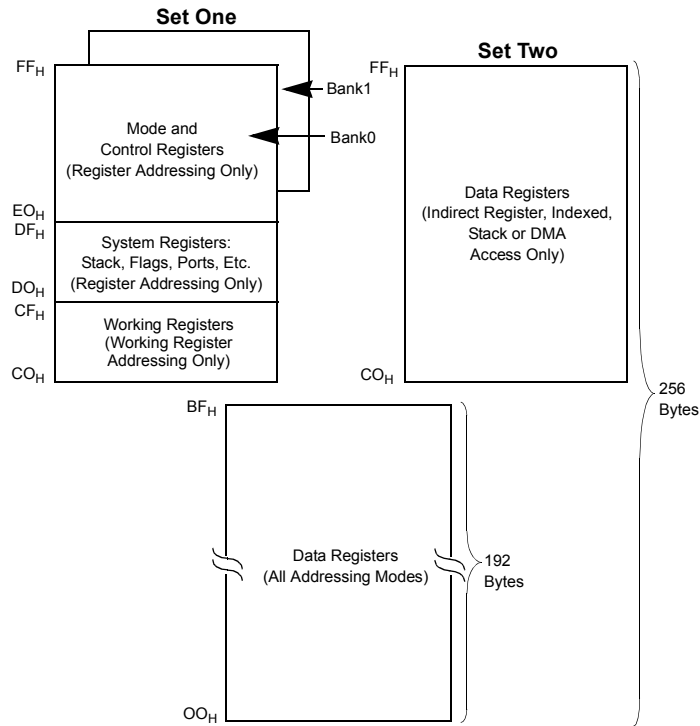 Set One
FFH
Bank1
Bank0
Mode and
Control Registers
(Register Addressing Only)
EOH
DFH
System Registers:
Stack, Flags, Ports, Etc.
(Register Addressing Only)
DOH
CFH
Working Registers
(Working Register
Addressing Only)
COH
Set Two
FFH
Data Registers
(Indirect Register, Indexed,
Stack or DMA
Access Only)
COH
256
Bytes
BFH
Data Registers
(All Addressing Modes)
192
Bytes
OOH